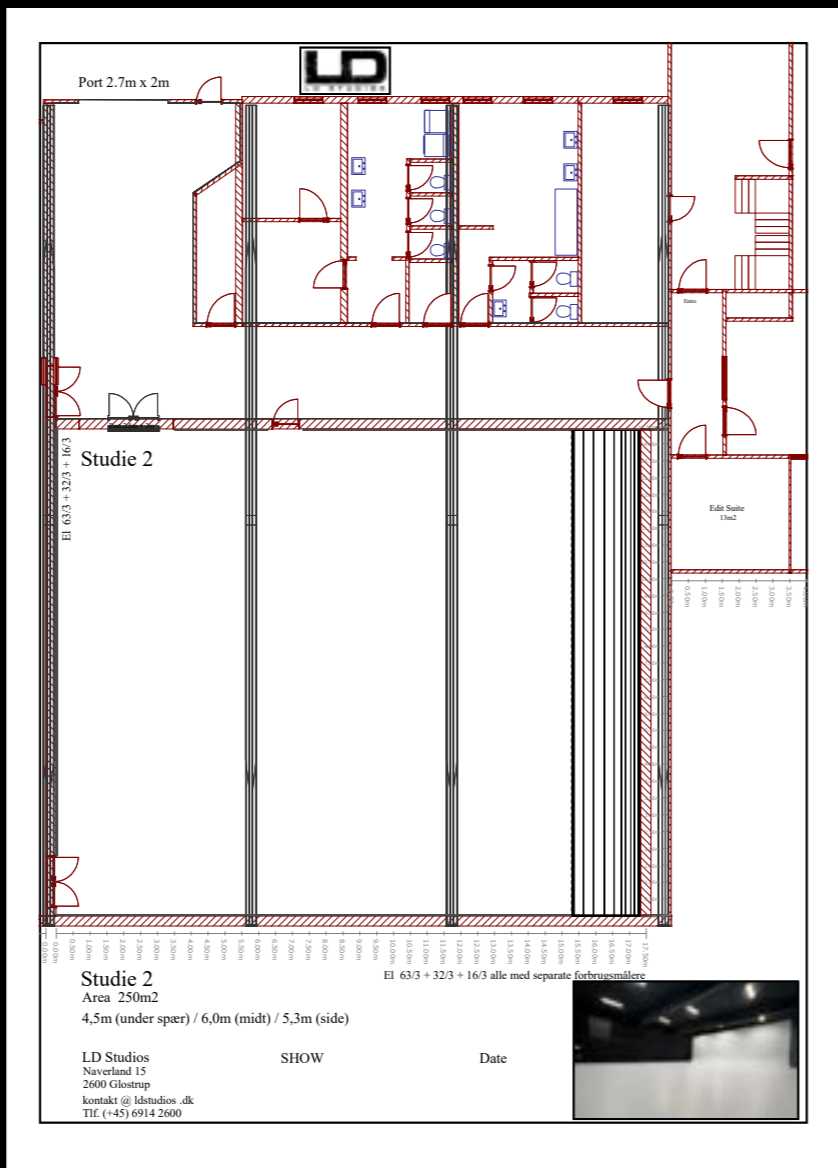 LD
LD STUDIOS
Port 2.7m x 2m
Entre
Studie 2
El 63/3 + 32/3 + 16/3
Edit Suite
13m2
0.50m
1.00m
1.50m
2.00m
2.50m
3.00m
3.50m
0.00m
0.00m
0.50m
1.00m
1.50m
2.00m
2.50m
3.00m
3.50m
4.00m
4.50m
5.00m
5.50m
6.00m
6.50m
7.00m
7.50m
8.00m
8.50m
9.00m
9.50m
10.00m
10.50m
11.00m
11.50m
12.00m
12.50m
13.00m
13.50m
14.00m
14.50m
15.00m
15.50m
16.00m
16.50m
17.00m
17.50m
Studie 2
El 63/3 + 32/3 + 16/3 alle med separate forbrugsmålere
Area 250m2
4,5m (under spær) / 6,0m (midt) / 5,3m (side)
LD Studios SHOW Date
Naverland 15
2600 Glostrup
kontakt @ ldstudios .dk
Tlf. (+45) 6914 2600